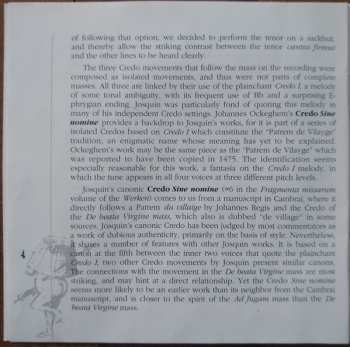 of following that option, we decided to perform the tenor on a sackbut,
and thereby allow the striking contrast between the tenor cantus firmus
and the other lines to be heard clearly.
The three Credo movements that follow the mass on the recording were
composed as isolated movements, and thus were not parts of complete
masses. All three are linked by their use of the plainchant Credo I, a melody
of some tonal ambiguity, with its frequent use of Bb and a surprising E-
phrygian ending. Josquin was particularly fond of quoting this melody in
many of his independent Credo settings. Johannes Ockeghem's Credo Sine
nomine provides a backdrop to Josquin's works, for it is part of a series of
isolated Credos based on Credo I which constitute the "Patrem de Vilayge"
tradition, an enigmatic name whose meaning has yet to be explained.
Ockeghem's work may be the same piece as the "Patrem de Vilaige" which
was reported to have been copied in 1475. The identification seems
especially reasonable for this work, a fantasia on the Credo I melody, in
which the tune appears in all four voices at three different pitch levels.
Josquin's canonic Credo Sine nomine in the Fragmenta missarum
volume of the Werken comes to us from a manuscript in Cambrai, where it
directly follows a Patrem du village by Johannes Regis and the Credo of
the De beata Virgine mass, which also is dubbed "de village" in some
sources. Josquin's canonic Credo has been judged by most commentators as
a work of dubious authenticity, primarily on the basis of style. Nevertheless,
it shares a number of features with other Josquin works. It is based on a
canon at the fifth between the inner two voices that quote the plainchant
Credo I; two other Credo movements by Josquin present similar canons.
The connections with the movement in the De beata Virgine mass are most
striking, and may hint at a direct relationship. Yet the Credo Sine nomine
seems more likely to be an earlier work than its neighbor from the Cambrai
manuscript, and is closer to the spirit of the Ad fugam mass than the De
beata Virgine mass.